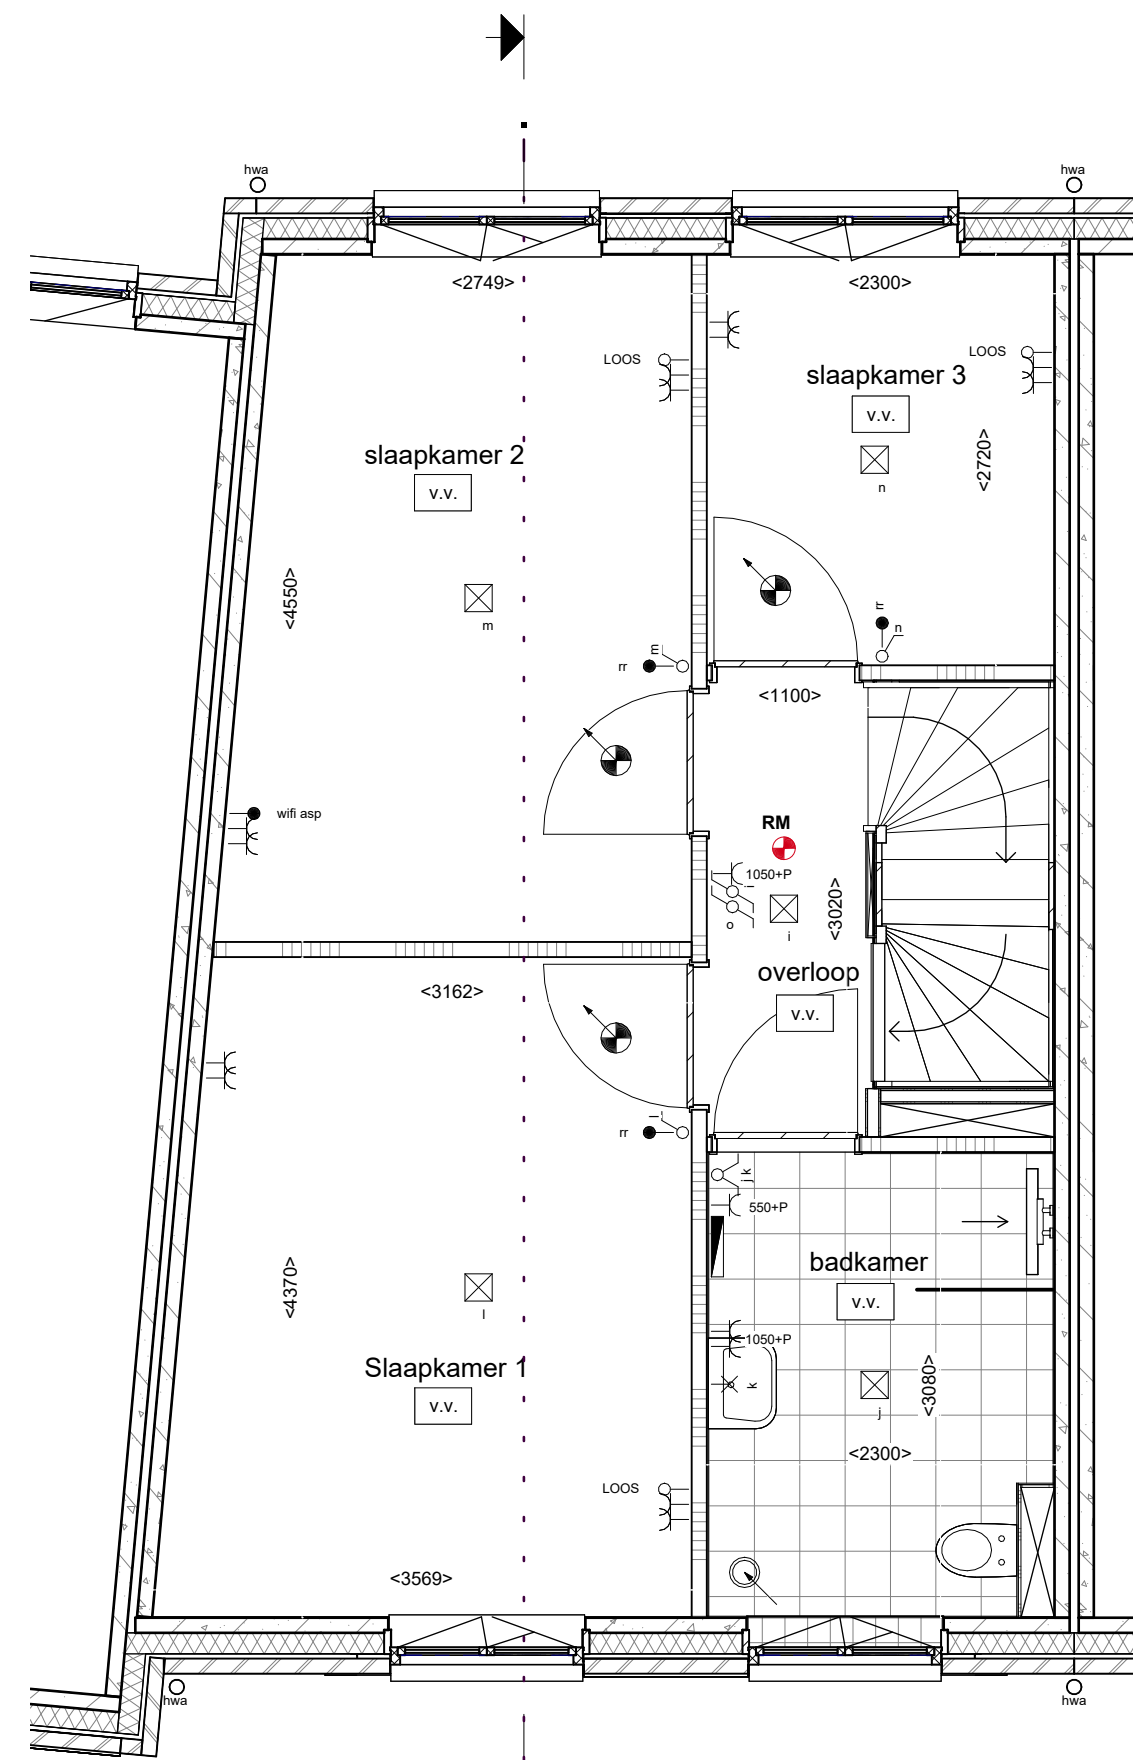 hwa
hwa
<2749>
<2300>
LOOS
LOOS
slaapkamer 3
v.v.
<2720>
n
slaapkamer 2
v.v.
<4550>
m
rr
n
rr
m
<1100>
wifi asp
RM
1050+P
i
o
i
<3020>
overloop
v.v.
<3162>
rr
l
j k
550+P
badkamer
v.v.
<4370>
l
1050+P
Slaapkamer 1
v.v.
k
j
<3080>
<2300>
LOOS
<3569>
hwa
hwa